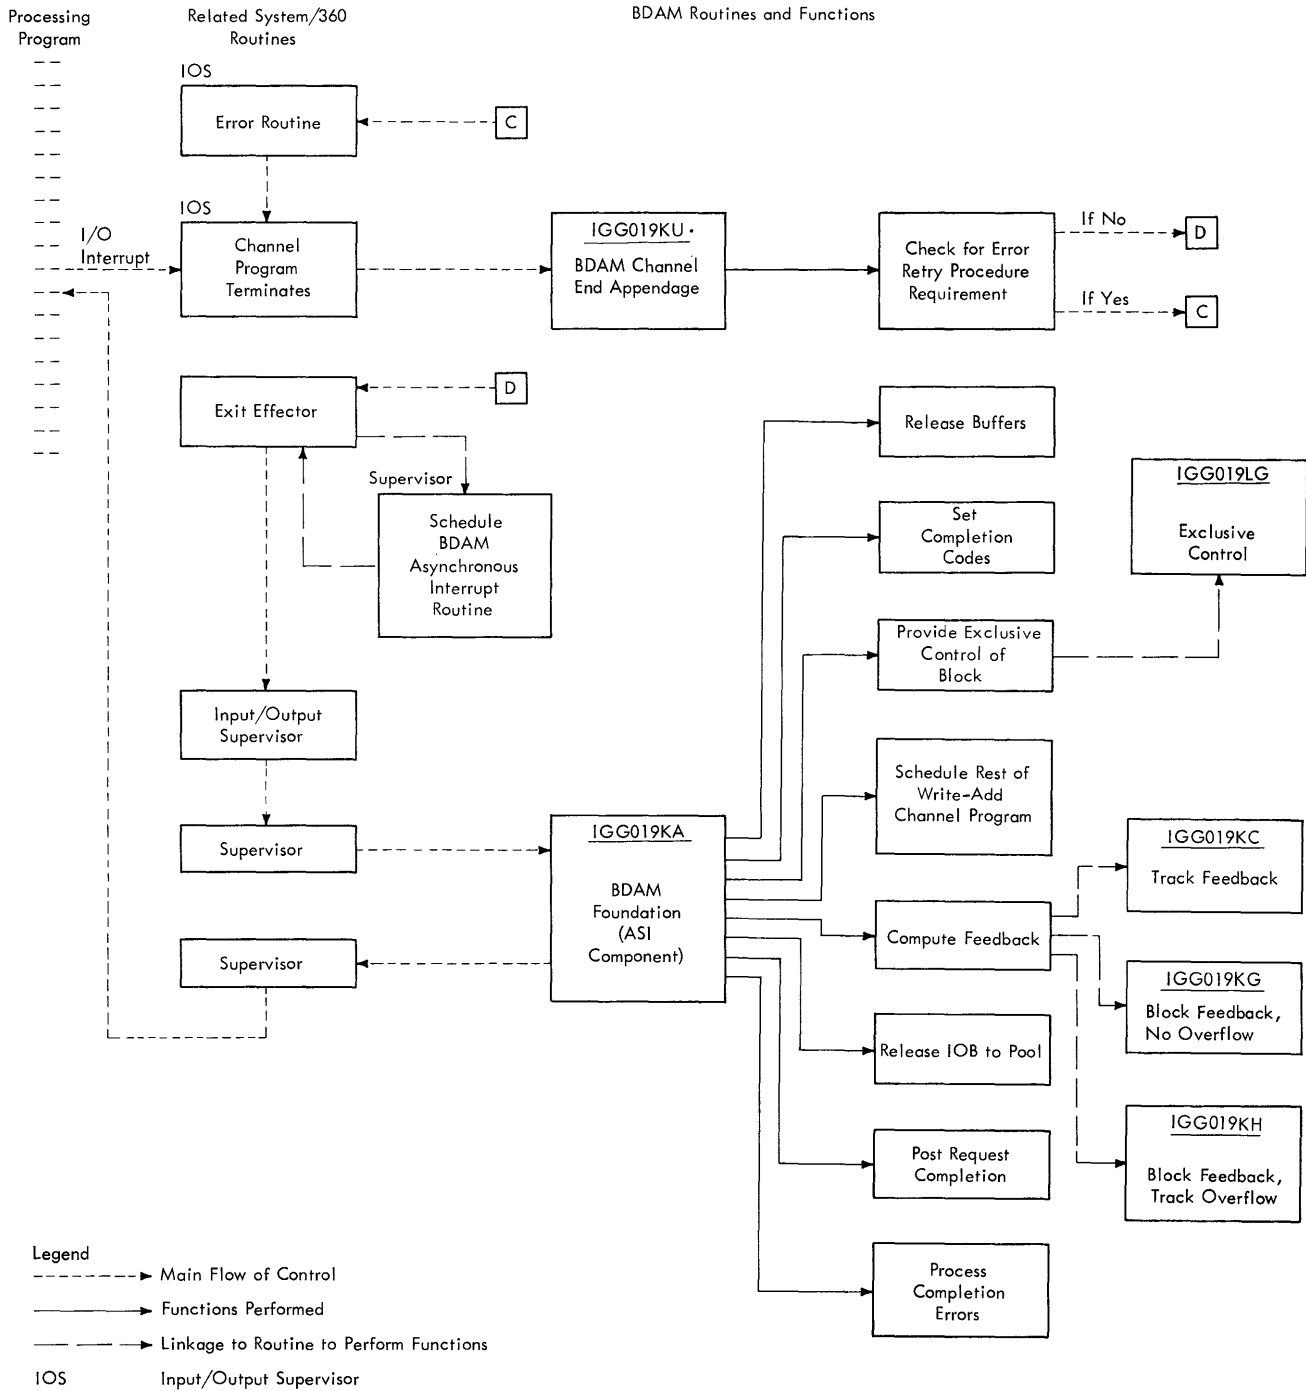 Processing
Program
Related System/360
Routines
BDAM Routines and Functions
IOS
Error Routine
C
IOS
I/O
Interrupt
Channel
Program
Terminates
IGG019KU
BDAM Channel
End Appendage
Check for Error
Retry Procedure
Requirement
If No
D
If Yes
C
Exit Effector
D
Supervisor
Schedule
BDAM
Asynchronous
Interrupt
Routine
Release Buffers
Set
Completion
Codes
IGG019LG
Exclusive
Control
Provide Exclusive
Control of
Block
Input/Output
Supervisor
Schedule Rest of
Write-Add
Channel Program
Supervisor
IGG019KA
BDAM
Foundation
(ASI
Component)
IGG019KC
Track Feedback
Compute Feedback
Supervisor
IGG019KG
Block Feedback,
No Overflow
Release IOB to Pool
IGG019KH
Block Feedback,
Track Overflow
Post Request
Completion
Process
Completion
Errors
Legend
Main Flow of Control
Functions Performed
Linkage to Routine to Perform Functions
IOS Input/Output Supervisor